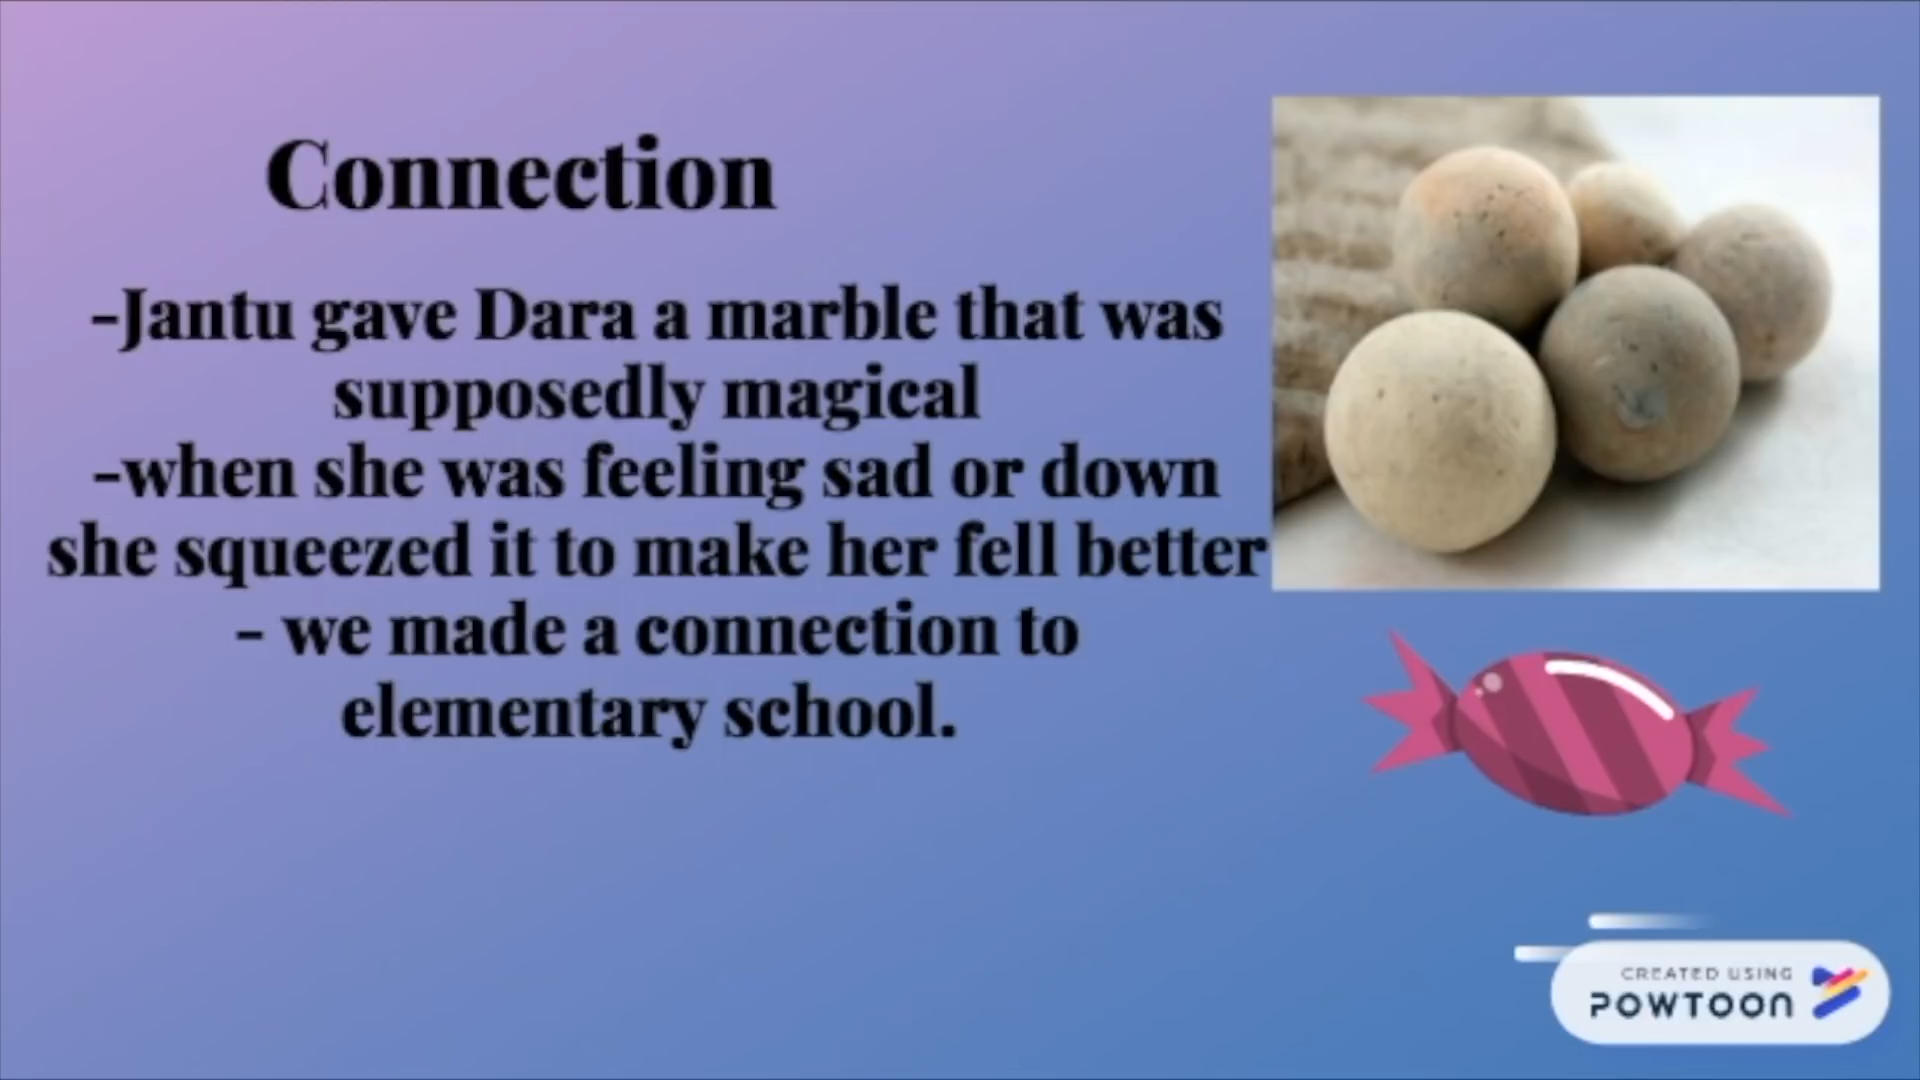 Connection
-Jantu gave Dara a marble that was
supposedly magical
-when she was feeling sad or down
she squeezed it to make her fell better
- we made a connection to
elementary school.
CREATED USING
POWTOON